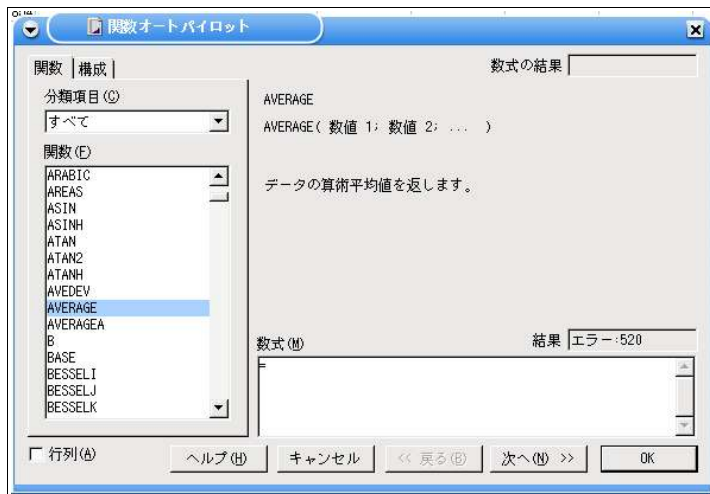 関数オートパイロット
関数
構成
数式の結果
分類項目(C)
すべて
関数(F)
ARABIC
AREAS
ASIN
ASINH
ATAN
ATAN2
ATANH
AVEDEV
AVERAGE
AVERAGEA
B
BASE
BESSELI
BESSELJ
BESSELK
AVERAGE
AVERAGE( 数値 1; 数値 2; ... )
データの算術平均値を返します。
数式(M)
結果 エラー:520
=
行列(A)
ヘルプ(H)
キャンセル
<< 戻る(B)
次へ(N) >>
OK